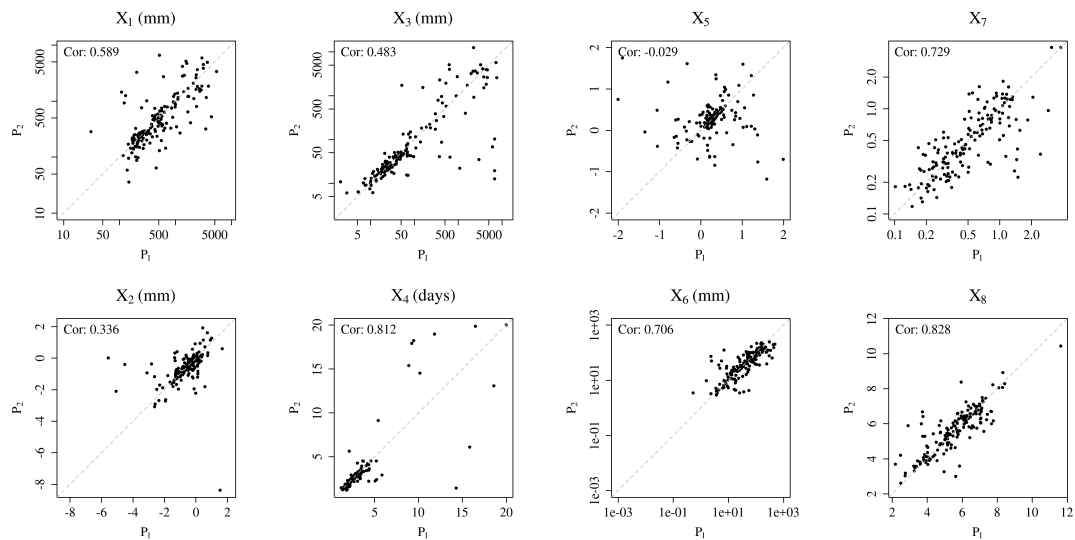 X1 (mm)
Cor: 0.589
5000
500
50
10
P2
10 50 500 5000
P1
X3 (mm)
Cor: 0.483
5000
500
50
5
P2
5 50 500 5000
P1
X5
Cor: -0.029
2
1
0
-1
-2
P2
-2 -1 0 1 2
P1
X7
Cor: 0.729
2.0
1.0
0.5
0.2
0.1
P2
0.1 0.2 0.5 1.0 2.0
P1
X2 (mm)
Cor: 0.336
2
0
-2
-4
-6
-8
P2
-8 -6 -4 -2 0 2
P1
X4 (days)
Cor: 0.812
20
15
10
5
P2
5 10 15 20
P1
X6 (mm)
Cor: 0.706
1e+03
1e+01
1e-01
1e-03
P2
1e-03 1e-01 1e+01 1e+03
P1
X8
Cor: 0.828
12
10
8
6
4
2
P2
2 4 6 8 10 12
P1